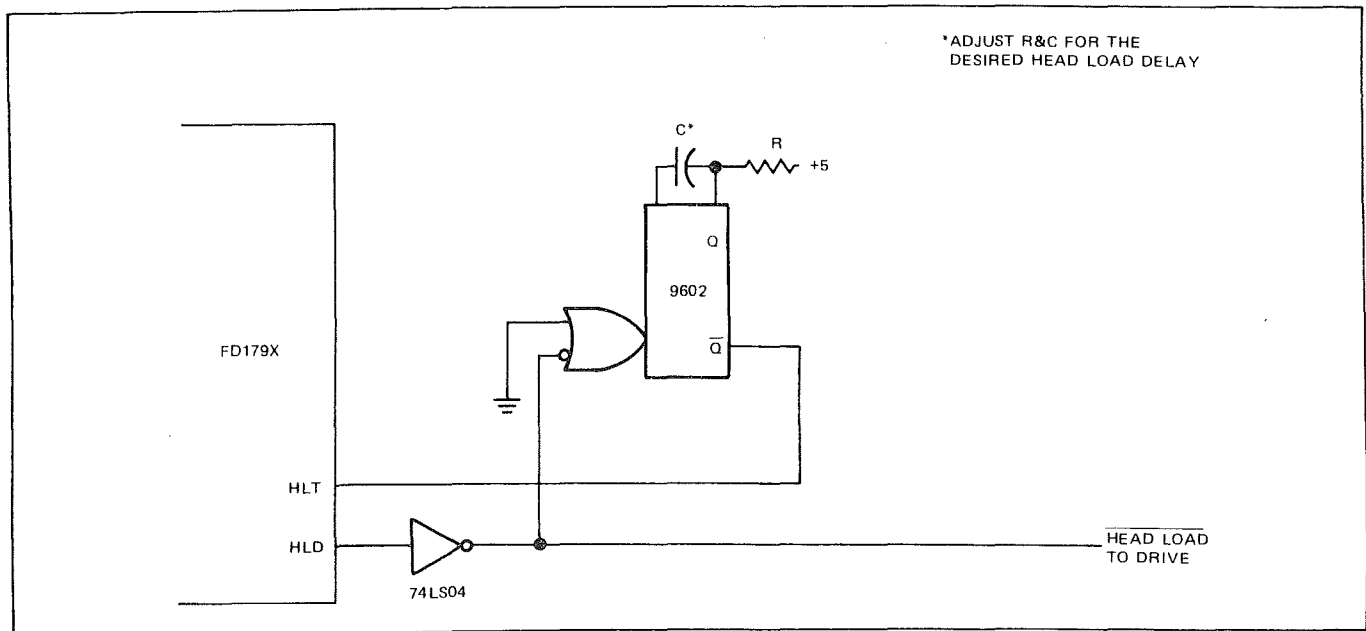 *ADJUST R&C FOR THE
DESIRED HEAD LOAD DELAY
C*
R
+5
Q
9602
Q̅
FD179X
HLT
HLD
74LS04
HEAD LOAD
TO DRIVE